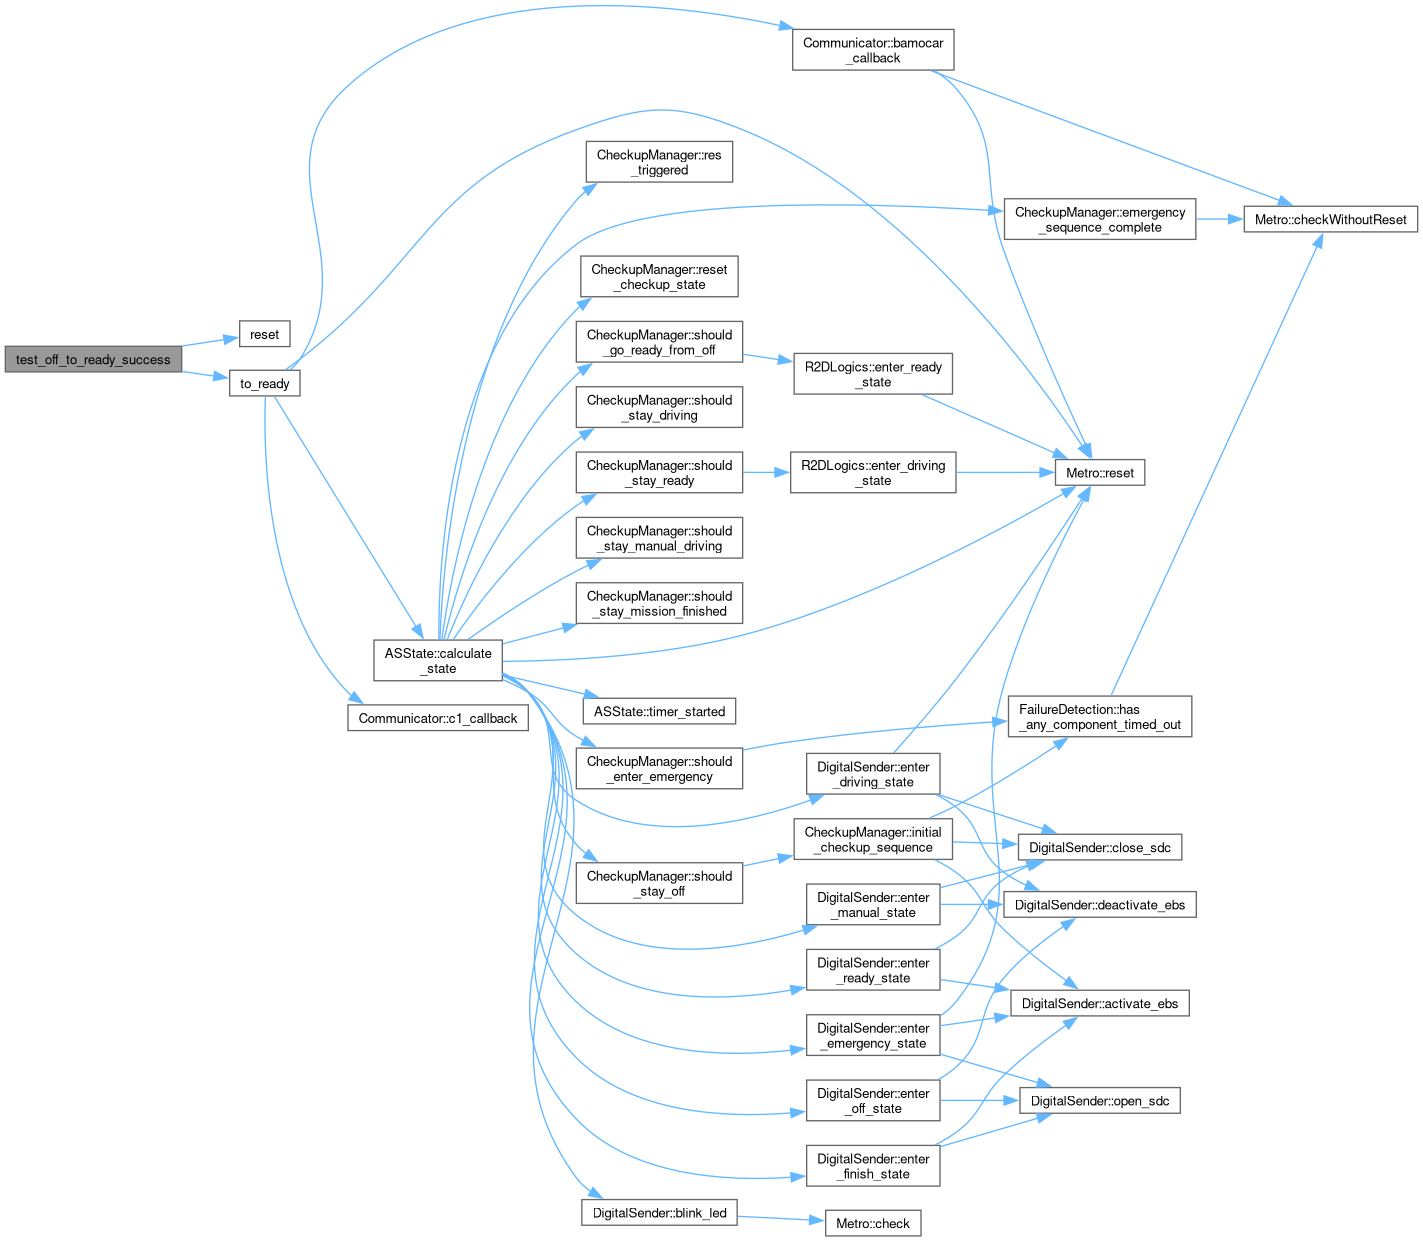 Communicator::bamocar
_callback
CheckupManager::res
_triggered
CheckupManager::emergency
_sequence_complete
Metro::checkWithoutReset
CheckupManager::reset
_checkup_state
reset
CheckupManager::should
_go_ready_from_off
test_off_to_ready_success
to_ready
R2DLogics::enter_ready
_state
CheckupManager::should
_stay_driving
CheckupManager::should
_stay_ready
R2DLogics::enter_driving
_state
Metro::reset
CheckupManager::should
_stay_manual_driving
CheckupManager::should
_stay_mission_finished
ASState::calculate
_state
ASState::timer_started
Communicator::c1_callback
FailureDetection::has
_any_component_timed_out
CheckupManager::should
_enter_emergency
DigitalSender::enter
_driving_state
CheckupManager::initial
_checkup_sequence
DigitalSender::close_sdc
CheckupManager::should
_stay_off
DigitalSender::enter
_manual_state
DigitalSender::deactivate_ebs
DigitalSender::enter
_ready_state
DigitalSender::activate_ebs
DigitalSender::enter
_emergency_state
DigitalSender::enter
_off_state
DigitalSender::open_sdc
DigitalSender::enter
_finish_state
DigitalSender::blink_led
Metro::check